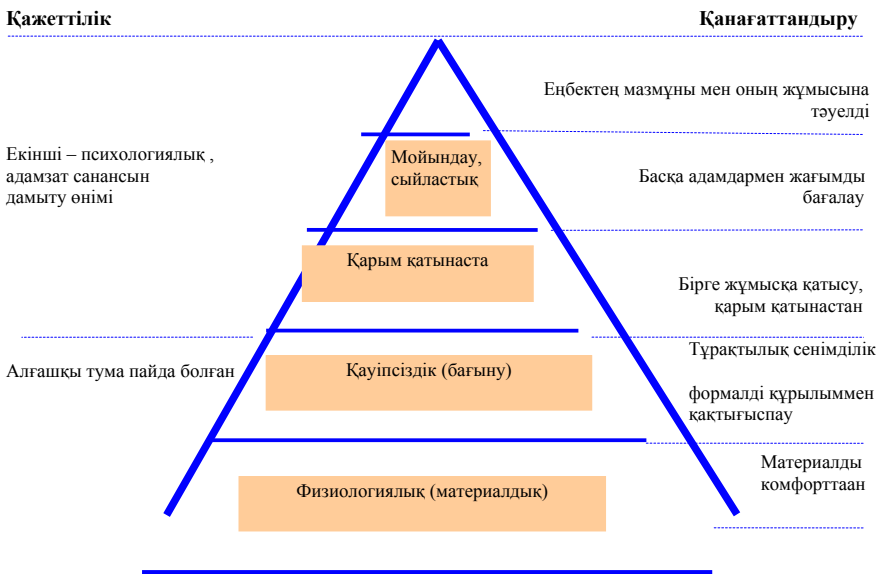 Қажеттілік
Қанағаттандыру
Еңбектең мазмұны мен оның жұмысына
тәуелді
Екінші – психологиялық ,
адамзат санансын
дамыту өнімі
Мойындау,
сыйластық
Басқа адамдармен жағымды
бағалау
Қарым қатынаста
Бірге жұмысқа қатысу,
қарым қатынастан
Алғашқы тума пайда болған
Қауіпсіздік (бағыну)
Тұрақтылық сенімділік
формалді құрылыммен
қақтығыспау
Физиологиялық (материалдық)
Материалды
комфорттаан